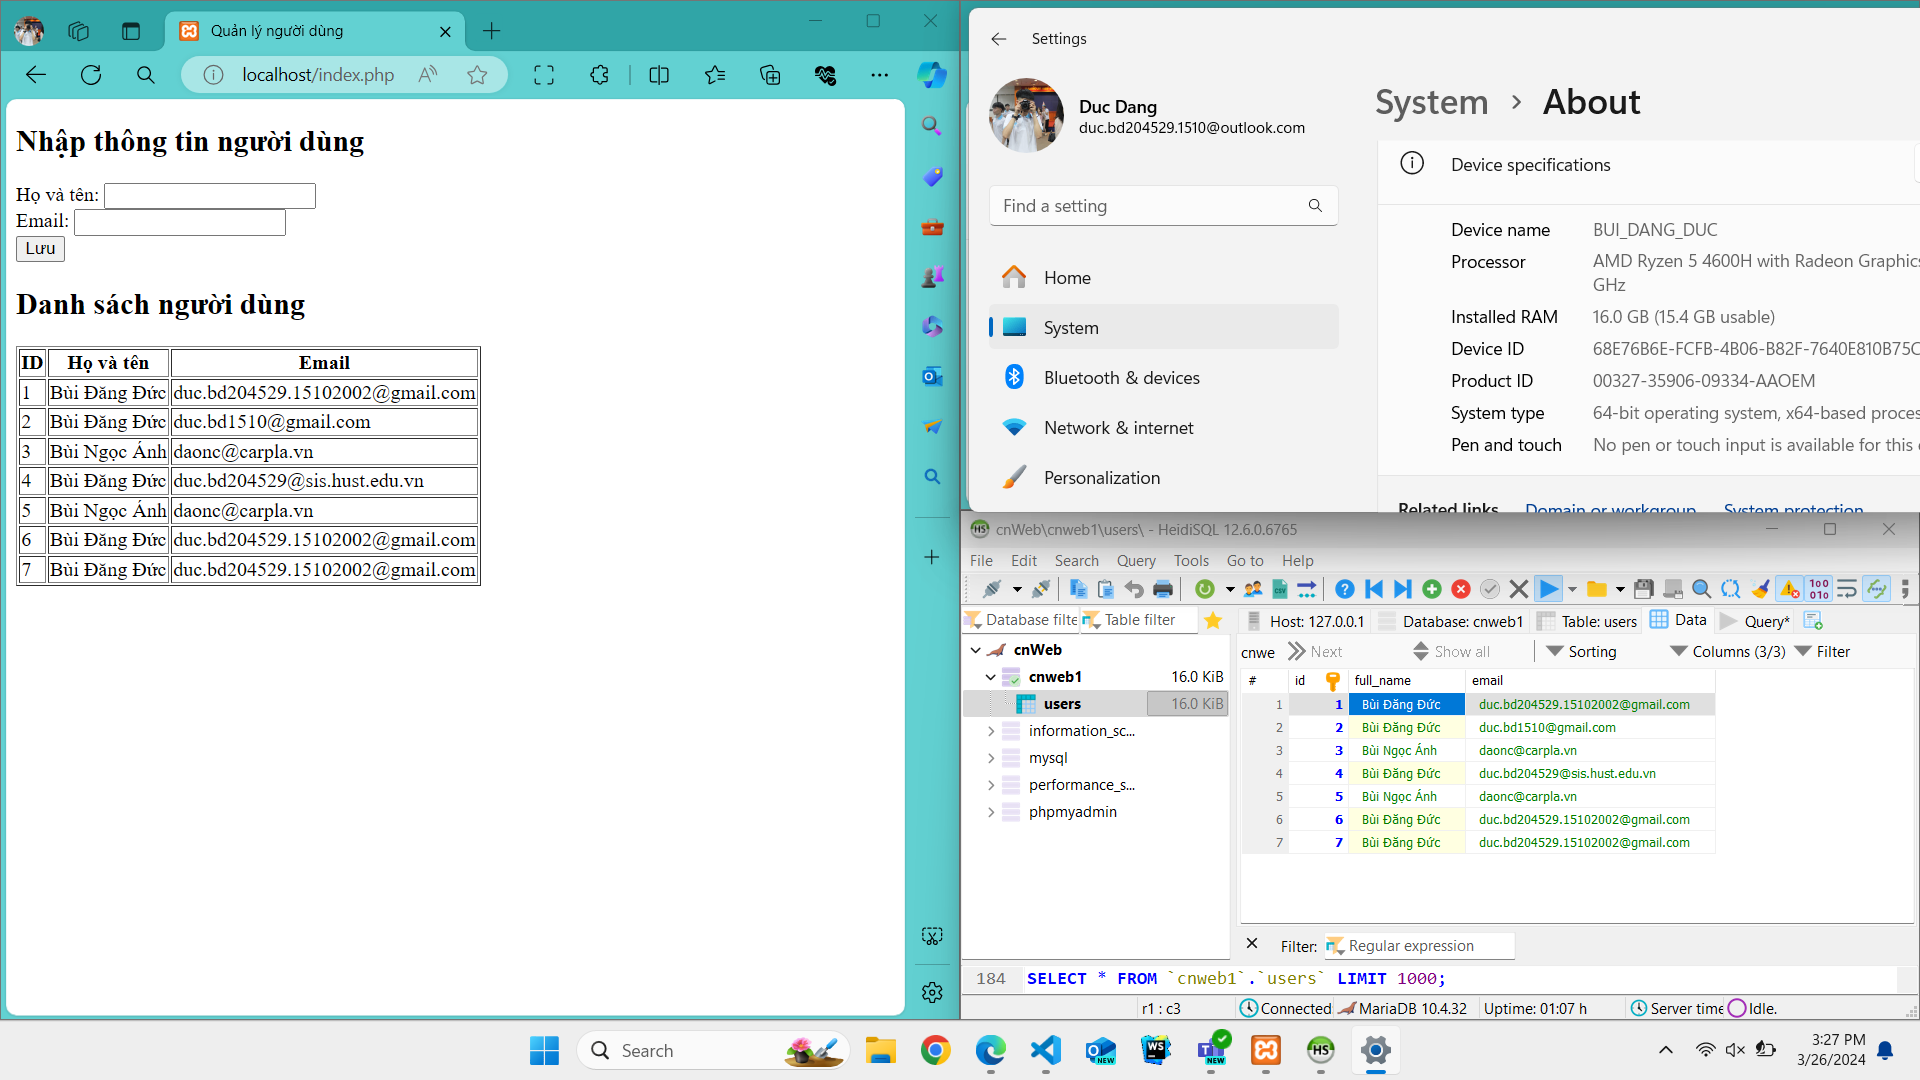 Quản lý người dùng
localhost/index.php
Nhập thông tin người dùng
Họ và tên:
Email:
Lưu
Danh sách người dùng
ID Họ và tên Email
1 Bùi Đăng Đức duc.bd204529.15102002@gmail.com
2 Bùi Đăng Đức duc.bd1510@gmail.com
3 Bùi Ngọc Ánh daonc@carpla.vn
4 Bùi Đăng Đức duc.bd204529@sis.hust.edu.vn
5 Bùi Ngọc Ánh daonc@carpla.vn
6 Bùi Đăng Đức duc.bd204529.15102002@gmail.com
7 Bùi Đăng Đức duc.bd204529.15102002@gmail.com
Settings
Duc Dang
duc.bd204529.1510@outlook.com
Find a setting
Home
System
Bluetooth & devices
Network & internet
Personalization
System > About
Device specifications
Device name BUI_DANG_DUC
Processor AMD Ryzen 5 4600H with Radeon Graphics
GHz
Installed RAM 16.0 GB (15.4 GB usable)
Device ID 68E76B6E-FCFB-4B06-B82F-7640E810B75C
Product ID 00327-35906-09334-AAOEM
System type 64-bit operating system, x64-based proces
Pen and touch No pen or touch input is available for this
Related links Domain or workgroup System protection
cnWeb\cnweb1\users\ - HeidiSQL 12.6.0.6765
File Edit Search Query Tools Go to Help
Database filte Table filter
Host: 127.0.0.1 Database: cnweb1 Table: users Data Query*
cnWeb
cnweb1 16.0 KiB
users 16.0 KiB
information_sc...
mysql
performance_s...
phpmyadmin
cnwe Next Show all Sorting Columns (3/3) Filter
# id full_name email
1 1 Bùi Đăng Đức duc.bd204529.15102002@gmail.com
2 2 Bùi Đăng Đức duc.bd1510@gmail.com
3 3 Bùi Ngọc Ánh daonc@carpla.vn
4 4 Bùi Đăng Đức duc.bd204529@sis.hust.edu.vn
5 5 Bùi Ngọc Ánh daonc@carpla.vn
6 6 Bùi Đăng Đức duc.bd204529.15102002@gmail.com
7 7 Bùi Đăng Đức duc.bd204529.15102002@gmail.com
Filter: Regular expression
184 SELECT * FROM `cnweb1`.`users` LIMIT 1000;
r1 : c3 Connected MariaDB 10.4.32 Uptime: 01:07 h Server time Idle.
Search
3:27 PM
3/26/2024